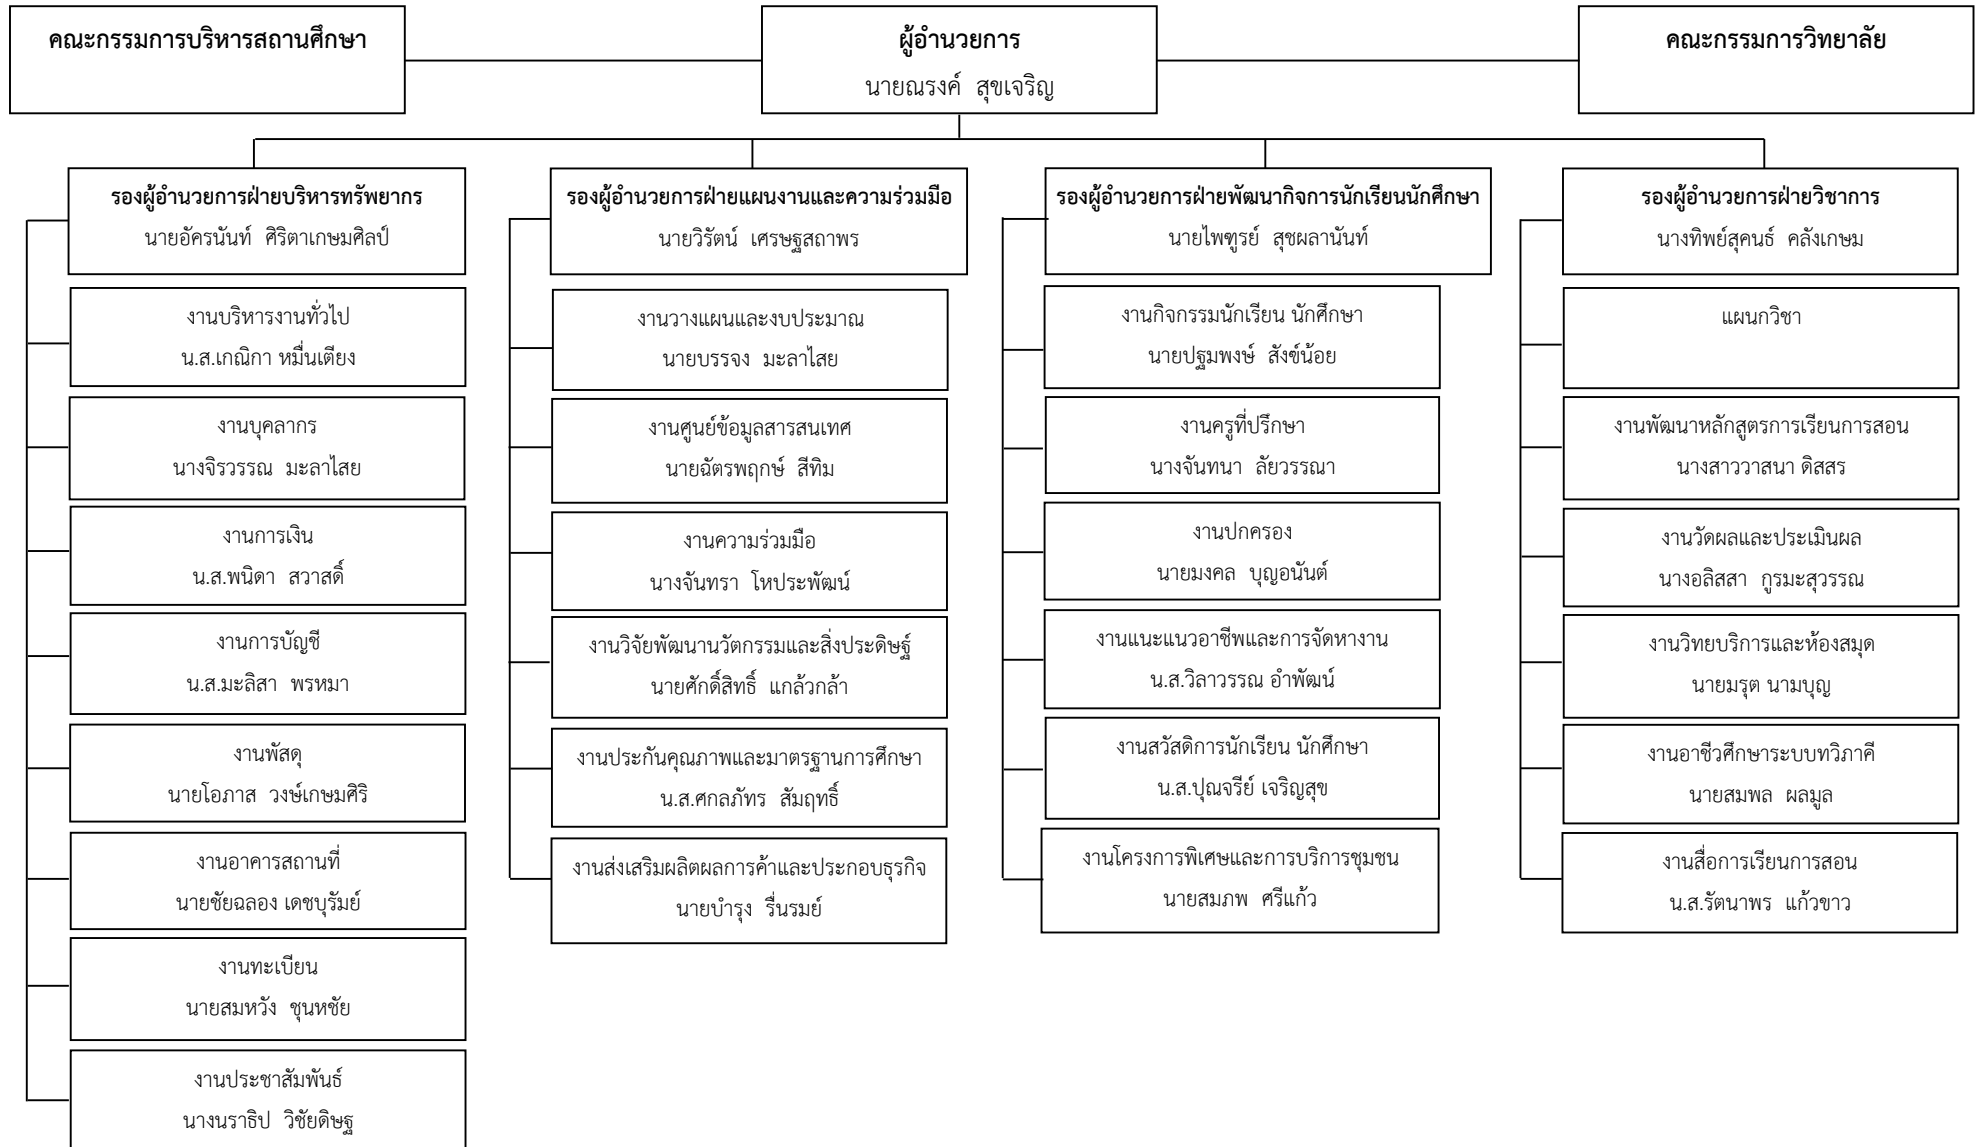 คณะกรรมการบริหารสถานศึกษา
ผู้อำนวยการ
นายณรงค์ สุขเจริญ
คณะกรรมการวิทยาลัย
รองผู้อำนวยการฝ่ายบริหารทรัพยากร
นายอัครนันท์ ศิริตาเกษมศิลป์
งานบริหารงานทั่วไป
น.ส.เกณิกา หมื่นเตียง
งานบุคลากร
นางจิรวรรณ มะลาไสย
งานการเงิน
น.ส.พนิดา สวาสดิ์
งานการบัญชี
น.ส.มะลิสา พรหมา
งานพัสดุ
นายโอภาส วงษ์เกษมศิริ
งานอาคารสถานที่
นายชัยฉลอง เดชบุรัมย์
งานทะเบียน
นายสมหวัง ชุนหชัย
งานประชาสัมพันธ์
นางนราธิป วิชัยดิษฐ
รองผู้อำนวยการฝ่ายแผนงานและความร่วมมือ
นายวิรัตน์ เศรษฐสถาพร
งานวางแผนและงบประมาณ
นายบรรจง มะลาไสย
งานศูนย์ข้อมูลสารสนเทศ
นายฉัตรพฤกษ์ สีทิม
งานความร่วมมือ
นางจันทรา โหประพัฒน์
งานวิจัยพัฒนานวัตกรรมและสิ่งประดิษฐ์
นายศักดิ์สิทธิ์ แกล้วกล้า
งานประกันคุณภาพและมาตรฐานการศึกษา
น.ส.ศกลภัทร สัมฤทธิ์
งานส่งเสริมผลิตผลการค้าและประกอบธุรกิจ
นายบำรุง รื่นรมย์
รองผู้อำนวยการฝ่ายพัฒนากิจการนักเรียนนักศึกษา
นายไพฑูรย์ สุชผลานันท์
งานกิจกรรมนักเรียน นักศึกษา
นายปฐมพงษ์ สังข์น้อย
งานครูที่ปรึกษา
นางจันทนา ลัยวรรณา
งานปกครอง
นายมงคล บุญอนันต์
งานแนะแนวอาชีพและการจัดหางาน
น.ส.วิลาวรรณ อำพัฒน์
งานสวัสดิการนักเรียน นักศึกษา
น.ส.ปุณจรีย์ เจริญสุข
งานโครงการพิเศษและการบริการชุมชน
นายสมภพ ศรีแก้ว
รองผู้อำนวยการฝ่ายวิชาการ
นางทิพย์สุคนธ์ คลังเกษม
แผนกวิชา
งานพัฒนาหลักสูตรการเรียนการสอน
นางสาววาสนา ดิสสร
งานวัดผลและประเมินผล
นางอลิสสา กูรมะสุวรรณ
งานวิทยบริการและห้องสมุด
นายมรุต นามบุญ
งานอาชีวศึกษาระบบทวิภาคี
นายสมพล ผลมูล
งานสื่อการเรียนการสอน
น.ส.รัตนาพร แก้วขาว